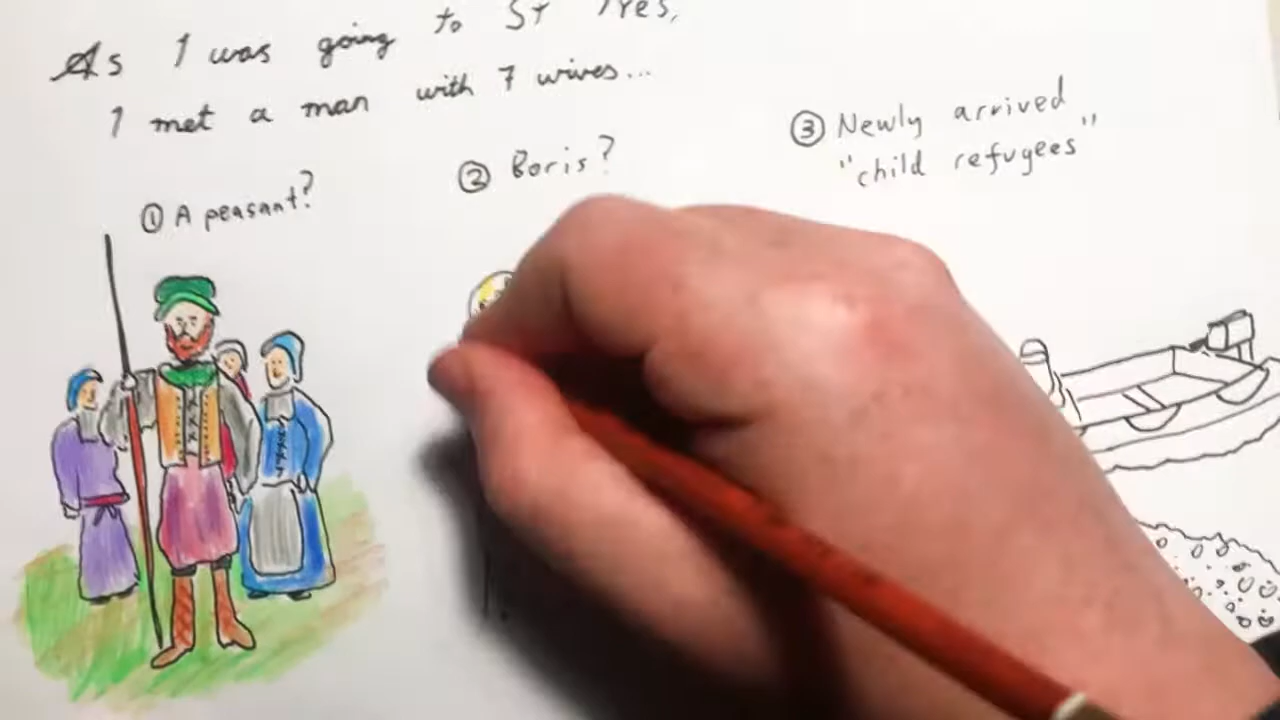 As I was going to St Ives,
I met a man with 7 wives...
① A peasant?
② Boris?
③ Newly arrived
"child refugees"